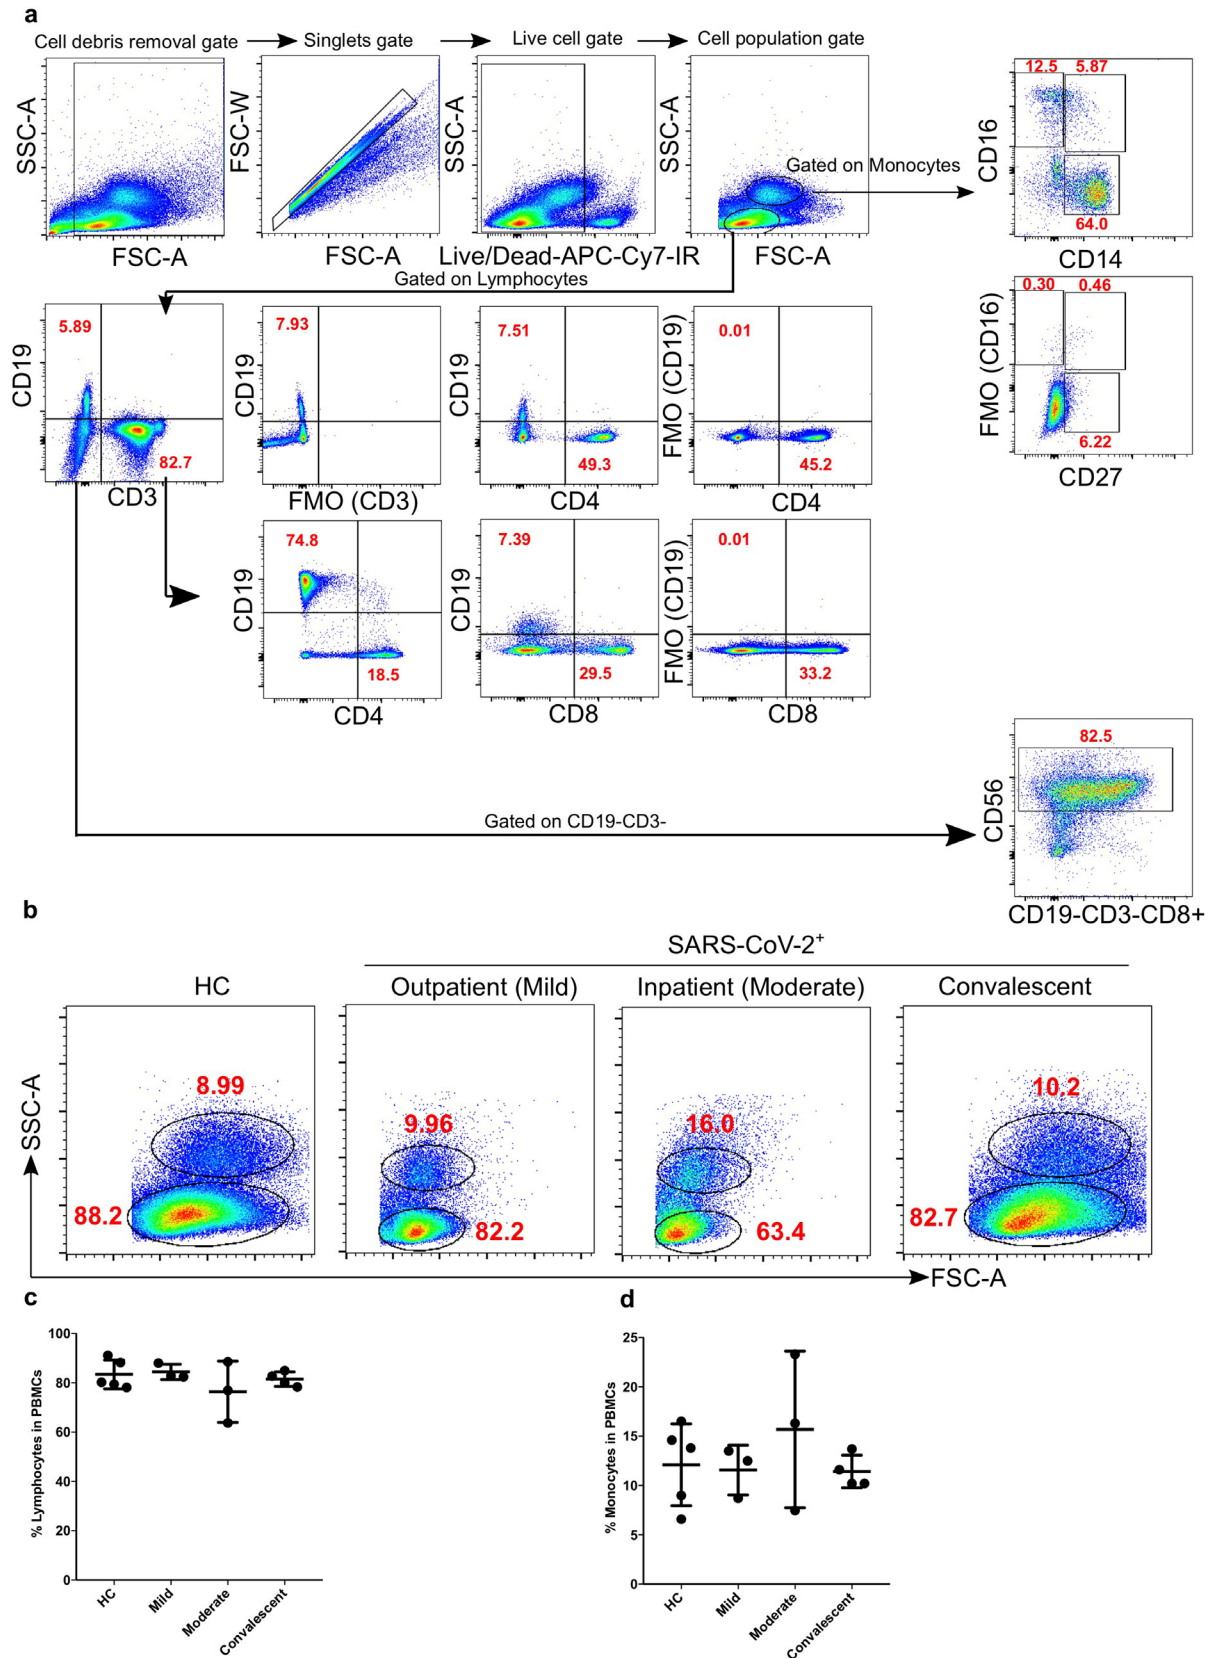 a
Cell debris removal gate
Singlets gate
Live cell gate
Cell population gate
SSC-A
FSC-A
FSC-W
FSC-A
SSC-A
Live/Dead-APC-Cy7-IR
SSC-A
FSC-A
Gated on Monocytes
12.5
5.87
CD16
64.0
CD14
Gated on Lymphocytes
0.30
0.46
FMO (CD16)
6.22
CD27
5.89
CD19
82.7
CD3
7.93
CD19
FMO (CD3)
7.51
CD19
49.3
CD4
0.01
FMO (CD19)
45.2
CD4
74.8
CD19
18.5
CD4
7.39
CD19
29.5
CD8
0.01
FMO (CD19)
33.2
CD8
82.5
CD56
CD19-CD3-CD8+
Gated on CD19-CD3-
b
SARS-CoV-2+
HC
Outpatient (Mild)
Inpatient (Moderate)
Convalescent
SSC-A
8.99
88.2
9.96
82.2
16.0
63.4
10.2
82.7
FSC-A
c
% Lymphocytes in PBMCs
100
80
60
40
20
0
HC
Mild
Moderate
Convalescent
d
% Monocytes in PBMCs
25
20
15
10
5
0
HC
Mild
Moderate
Convalescent